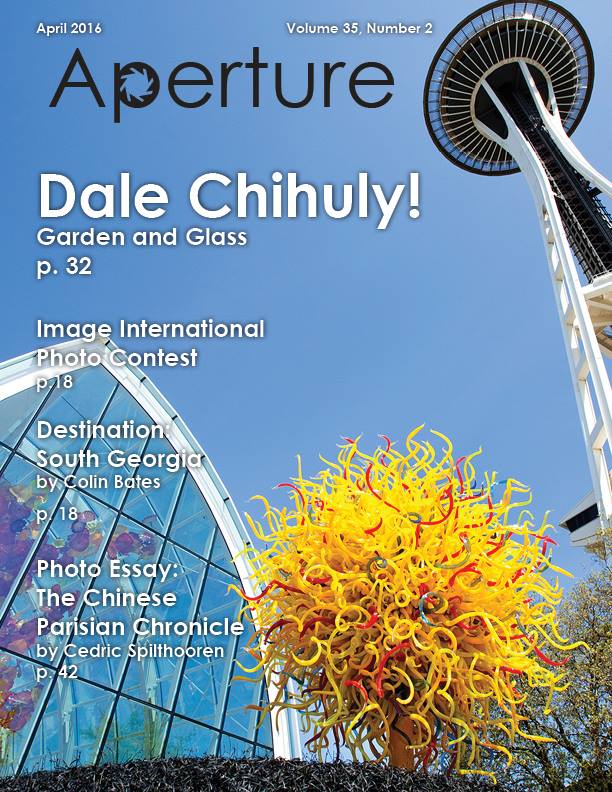 April 2016
Volume 35, Number 2
Aperture
Dale Chihuly!
Garden and Glass
p. 32
Image International
Photo Contest
p.18
Destination:
South Georgia
by Colin Bates
p. 18
Photo Essay:
The Chinese
Parisian Chronicle
by Cedric Spilthooren
p. 42